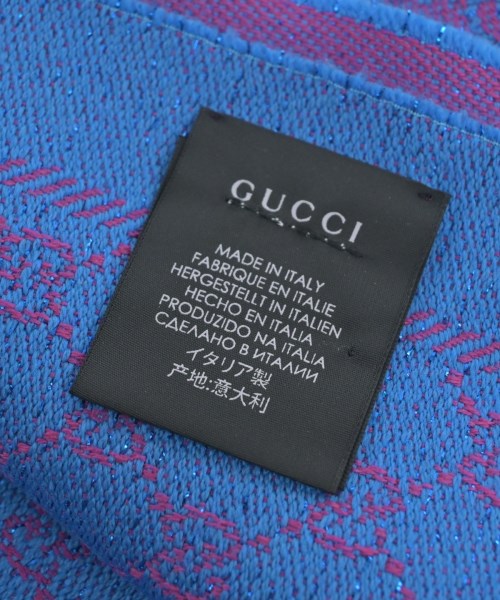 GUCCI
MADE IN ITALY
FABRIQUE EN ITALIE
HERGESTELLT IN ITALIEN
HECHO EN ITALIA
PRODUZIDO NA ITALIA
СДЕЛАНО В ИТАЛИИ
イタリア製
产地:意大利